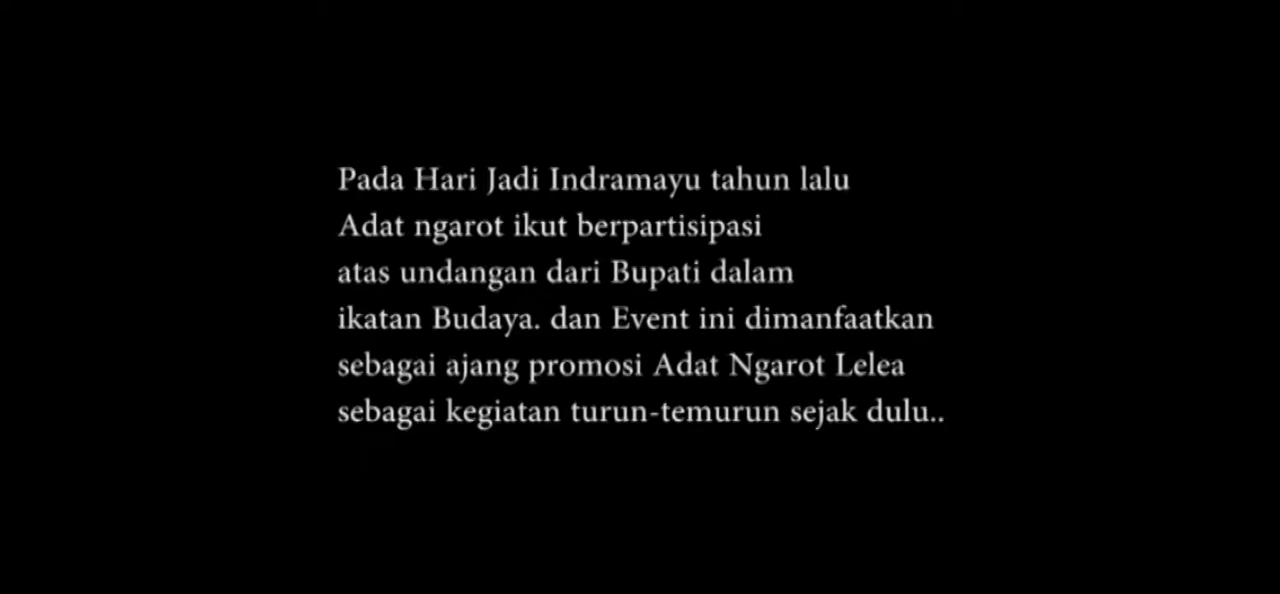 Pada Hari Jadi Indramayu tahun lalu
Adat ngarot ikut berpartisipasi
atas undangan dari Bupati dalam
ikatan Budaya. dan Event ini dimanfaatkan
sebagai ajang promosi Adat Ngarot Lelea
sebagai kegiatan turun-temurun sejak dulu..